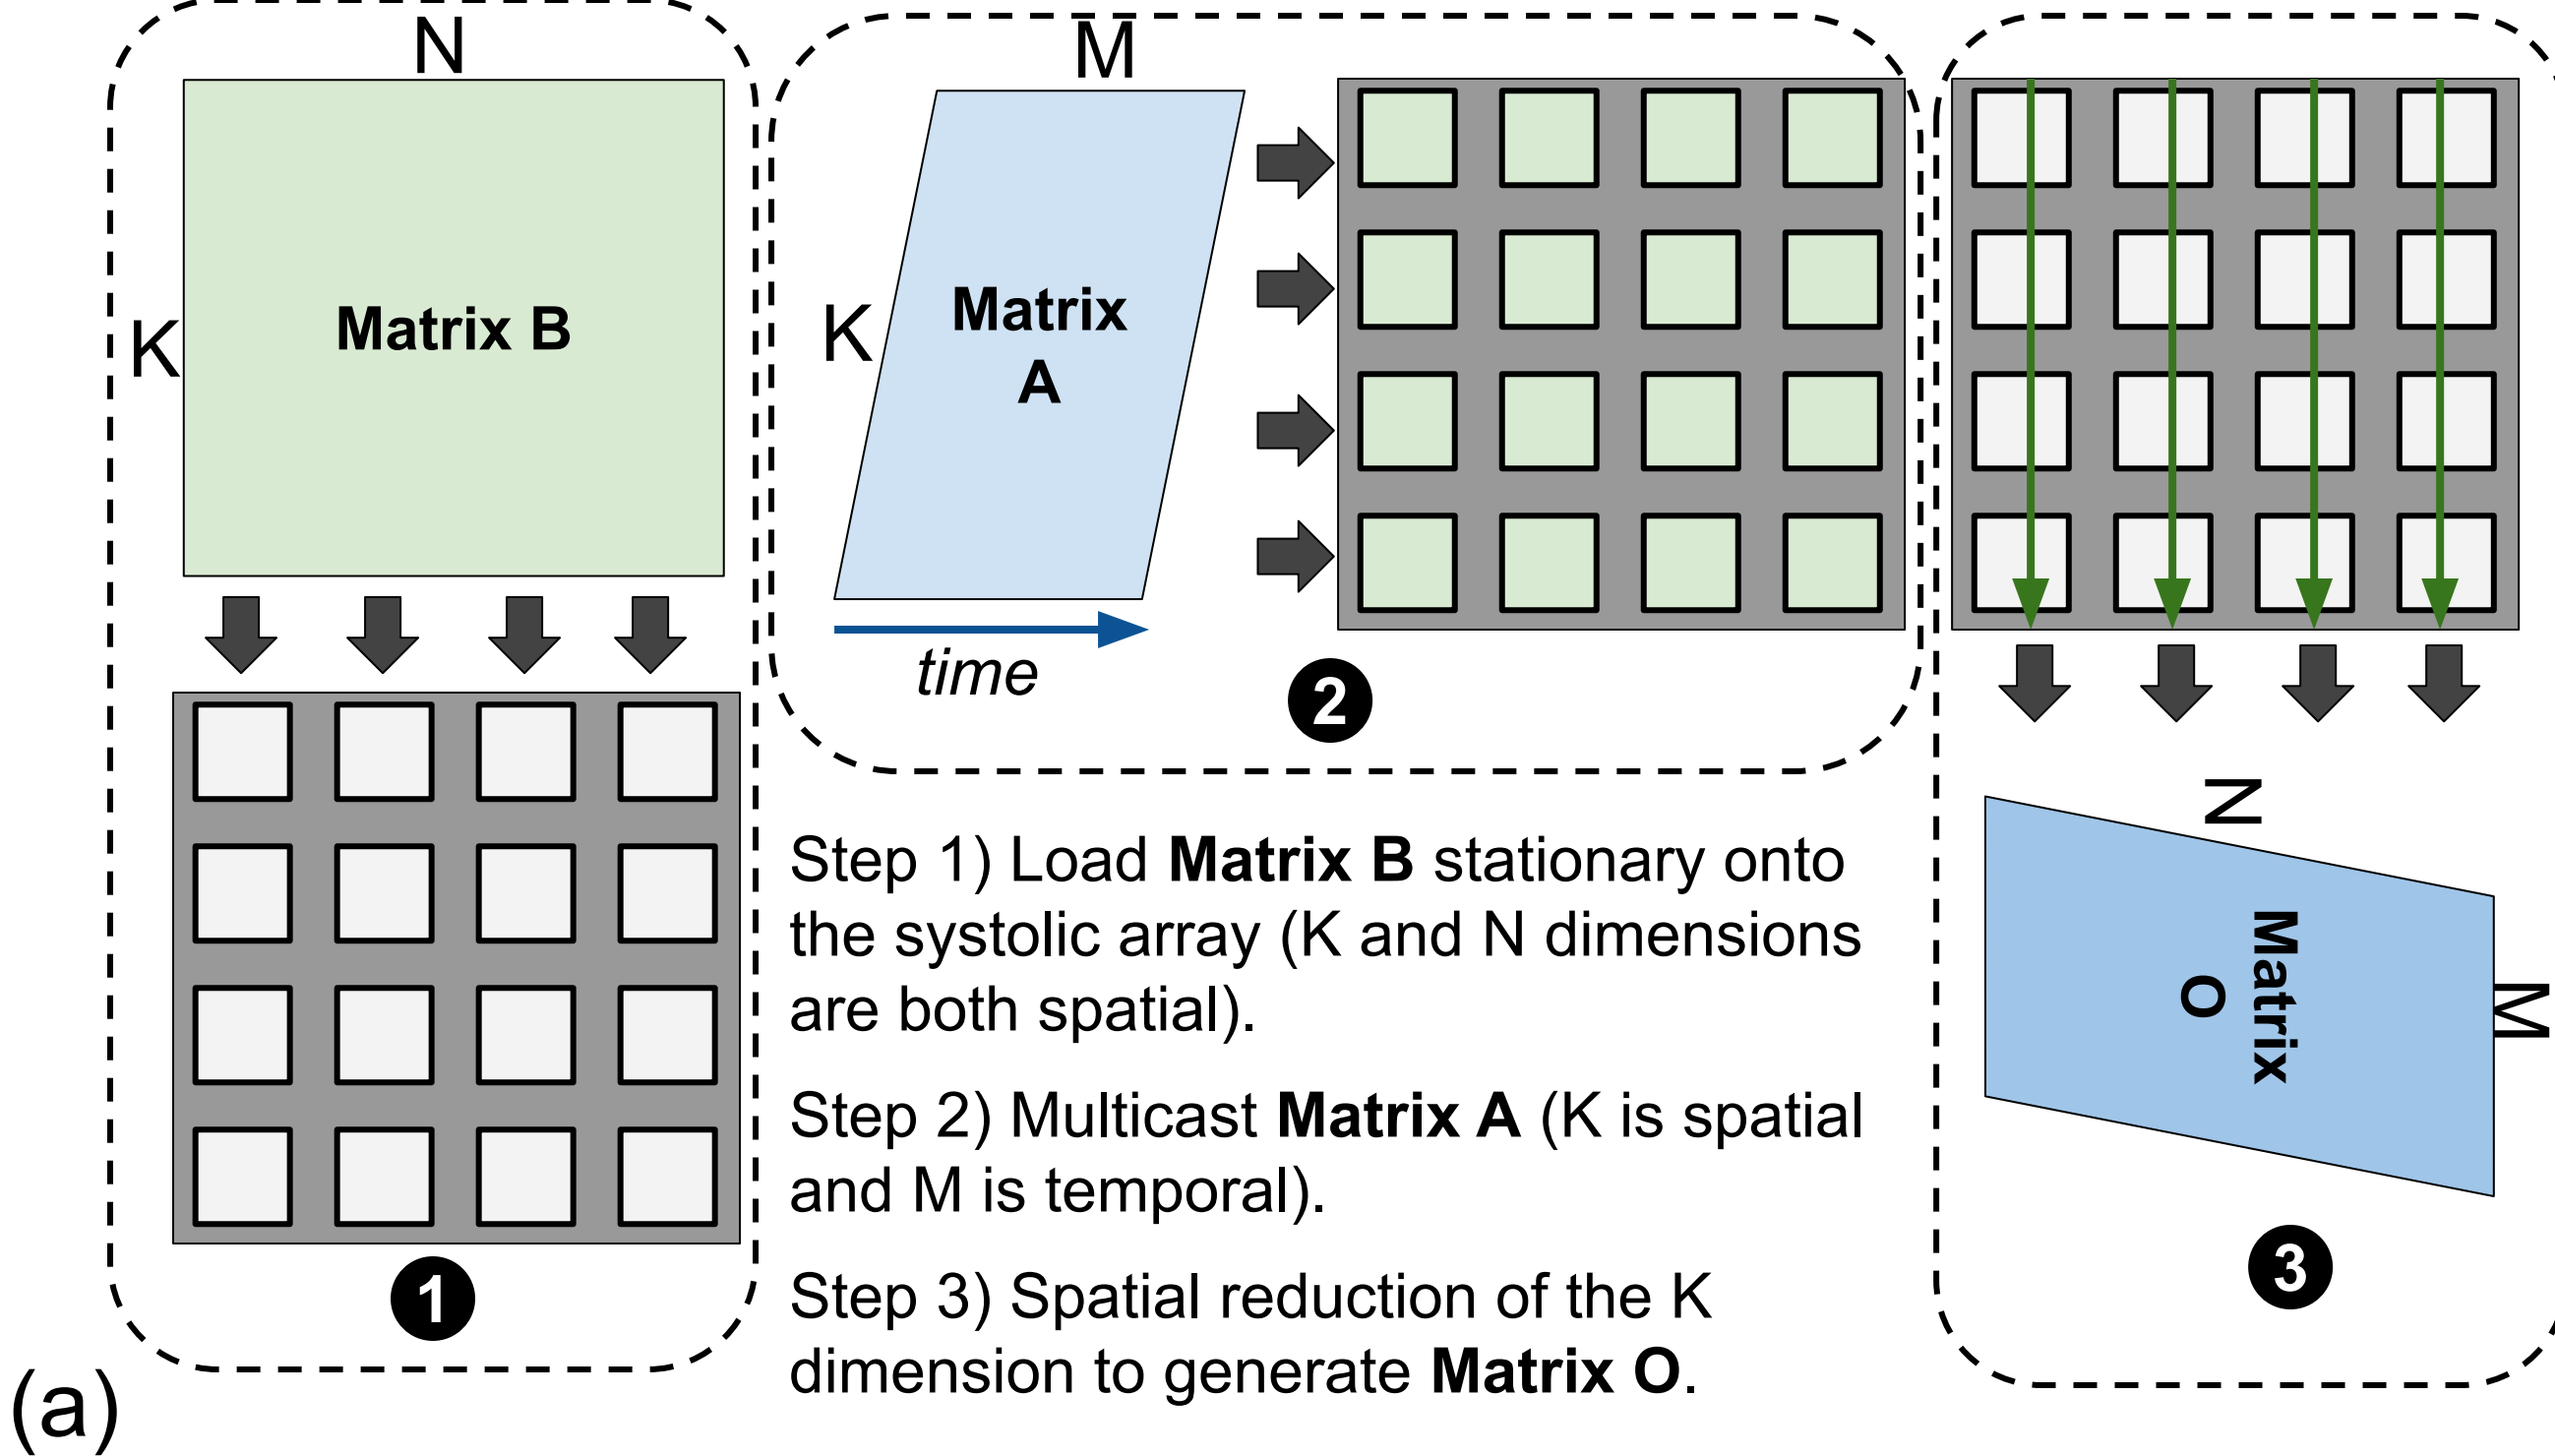 N
K
Matrix B
1
M
K
Matrix
A
time
2
Step 1) Load Matrix B stationary onto
the systolic array (K and N dimensions
are both spatial).
Step 2) Multicast Matrix A (K is spatial
and M is temporal).
Step 3) Spatial reduction of the K
dimension to generate Matrix O.
N
Matrix
O
M
3
(a)